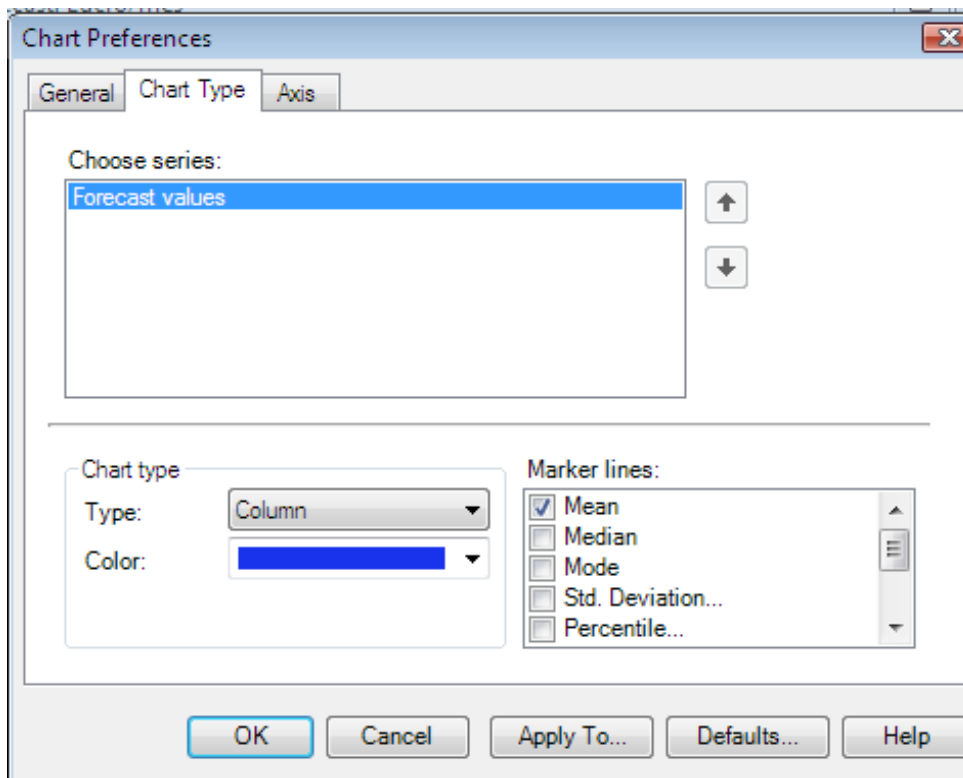 Chart Preferences
General Chart Type Axis
Choose series:
Forecast values
Chart type
Type: Column
Color:
Marker lines:
Mean
Median
Mode
Std. Deviation...
Percentile...
OK Cancel Apply To... Defaults... Help